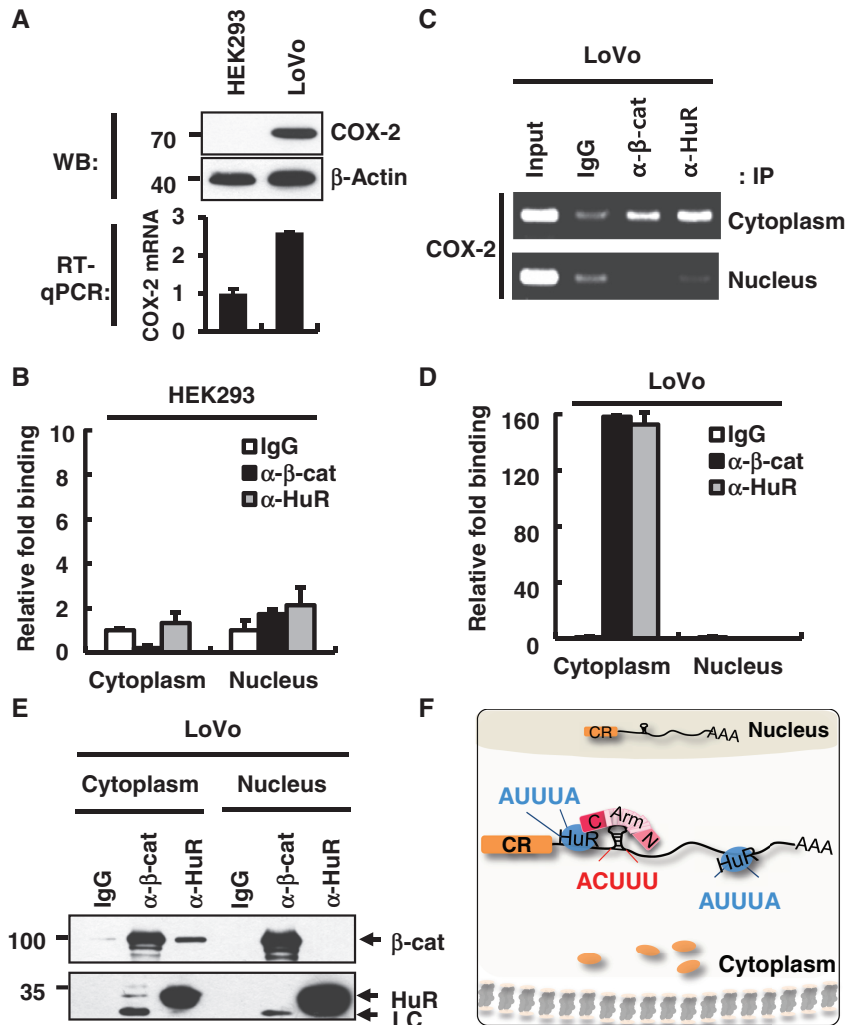 A
HEK293
LoVo
WB:
70
COX-2
40
β-Actin
RT-
qPCR:
COX-2 mRNA
3
2
1
0
B
HEK293
Relative fold binding
10
8
6
4
2
0
IgG
α-β-cat
α-HuR
Cytoplasm
Nucleus
C
LoVo
Input
IgG
α-β-cat
α-HuR
: IP
COX-2
Cytoplasm
Nucleus
D
LoVo
Relative fold binding
160
120
80
40
0
IgG
α-β-cat
α-HuR
Cytoplasm
Nucleus
E
LoVo
Cytoplasm
Nucleus
IgG
α-β-cat
α-HuR
IgG
α-β-cat
α-HuR
100
β-cat
35
HuR
LC
F
CR
AAA
Nucleus
AUUUA
C
Arm
N
HuR
CR
AAA
HuR
ACUUU
AUUUA
Cytoplasm